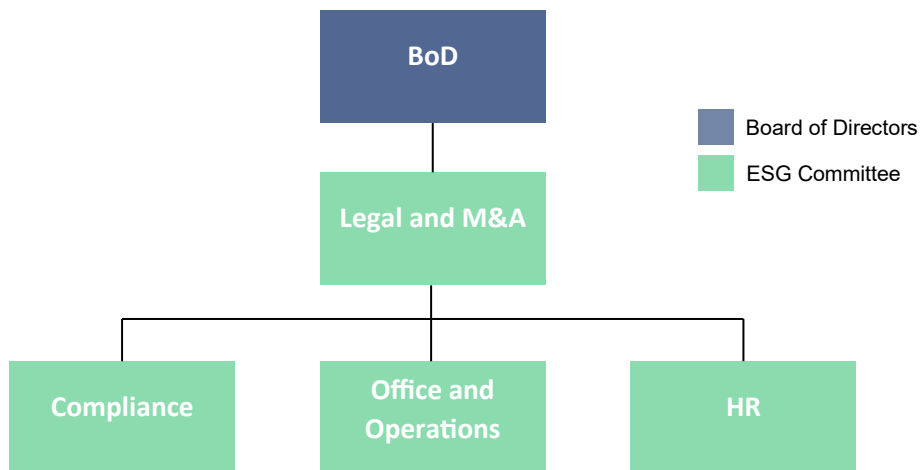 BoD
Board of Directors
ESG Committee
Legal and M&A
Compliance
Office and
Operations
HR